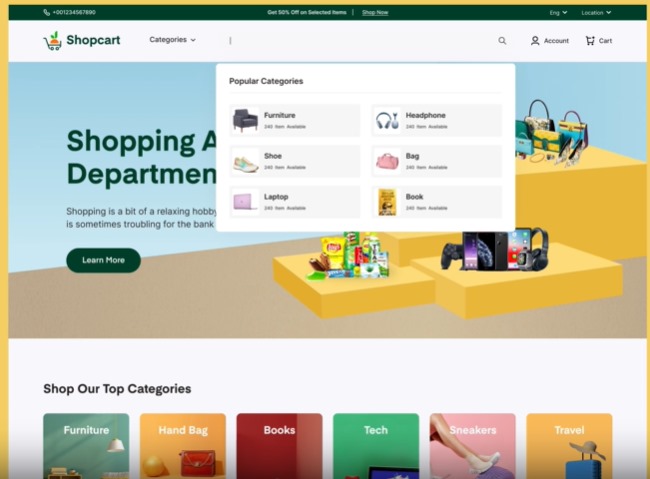 +001234567890
Get 50% Off on Selected Items | Shop Now
Eng
Location
Shopcart
Categories
Account
Cart
Popular Categories
Furniture
240 Item Available
Headphone
240 Item Available
Shoe
240 Item Available
Bag
240 Item Available
Laptop
240 Item Available
Book
240 Item Available
Shopping A
Departmen
Shopping is a bit of a relaxing hobby
is sometimes troubling for the bank
Learn More
Shop Our Top Categories
Furniture
Hand Bag
Books
Tech
Sneakers
Travel